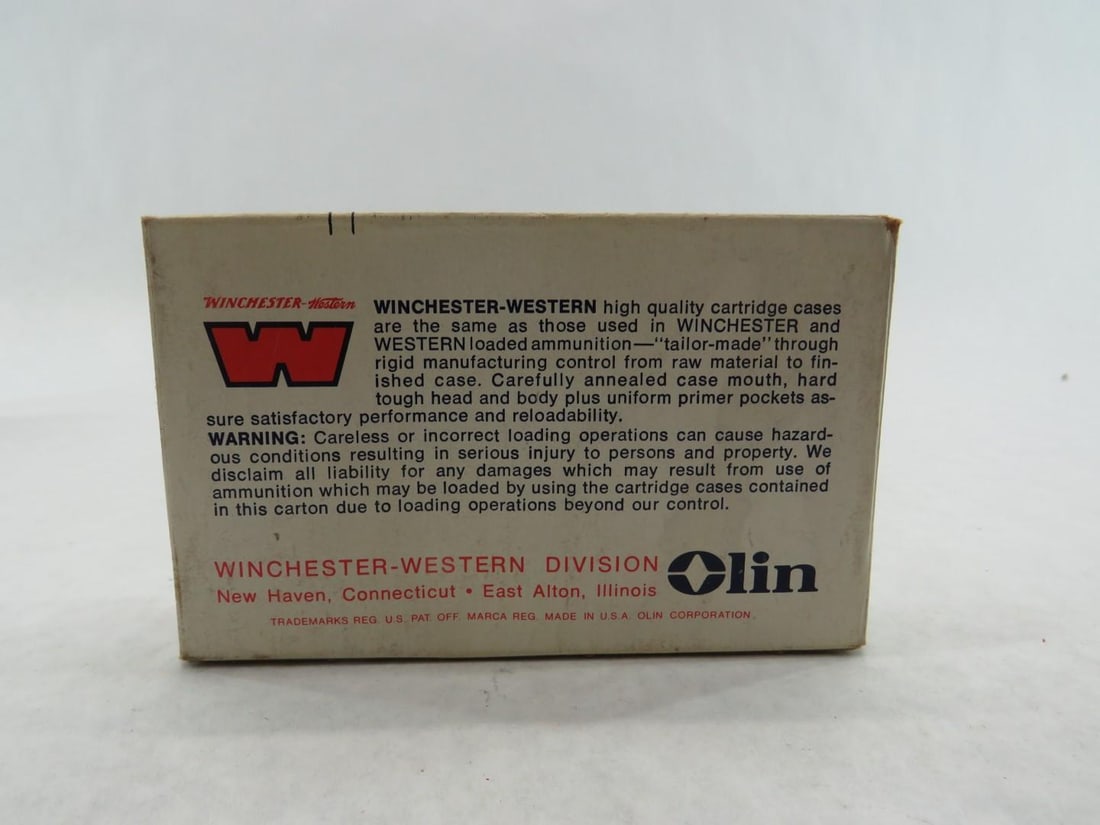 WINCHESTER-Western
W
WINCHESTER-WESTERN high quality cartridge cases
are the same as those used in WINCHESTER and
WESTERN loaded ammunition—"tailor-made" through
rigid manufacturing control from raw material to fin-
ished case. Carefully annealed case mouth, hard
tough head and body plus uniform primer pockets as-
sure satisfactory performance and reloadability.
WARNING: Careless or incorrect loading operations can cause hazard-
ous conditions resulting in serious injury to persons and property. We
disclaim all liability for any damages which may result from use of
ammunition which may be loaded by using the cartridge cases contained
in this carton due to loading operations beyond our control.
WINCHESTER-WESTERN DIVISION
New Haven, Connecticut • East Alton, Illinois
Olin
TRADEMARKS REG. U.S. PAT. OFF. MARCA REG. MADE IN U.S.A. OLIN CORPORATION.